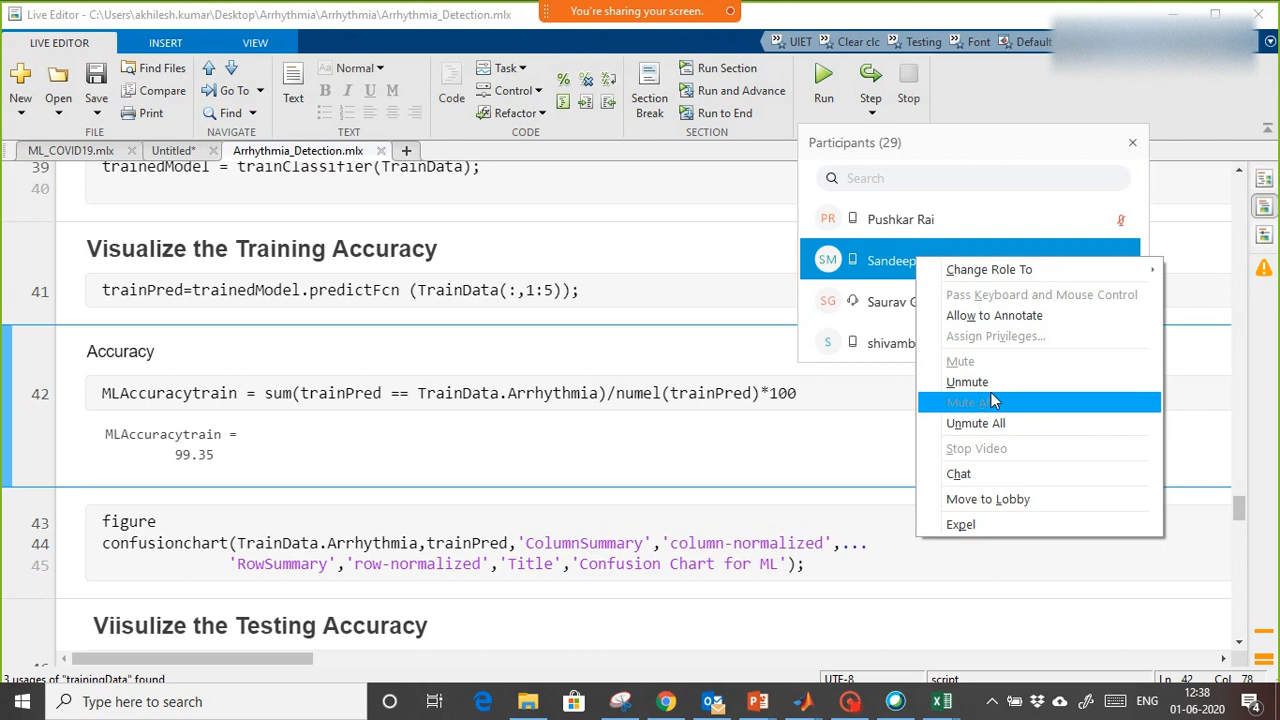 Live Editor - C:\Users\akhilesh.kumar\Desktop\Arrhythmia\Arrhythmia\Arrhythmia_Detection.mlx
You're sharing your screen.
LIVE EDITOR INSERT VIEW
UIET Clear clc Testing Font Default
New Open Save
Find Files
Compare
Print
FILE
Go To
Find
NAVIGATE
Text
Normal
B I U M
TEXT
Code
Task
Control
Refactor
CODE
Section Break
Run Section
Run and Advance
Run to End
SECTION
Run Step Stop
RUN
ML_COVID19.mlx Untitled* Arrhythmia_Detection.mlx
39 trainedModel = trainClassifier(TrainData);
40
Visualize the Training Accuracy
41 trainPred=trainedModel.predictFcn (TrainData(:,1:5));
Accuracy
42 MLAccuracytrain = sum(trainPred == TrainData.Arrhythmia)/numel(trainPred)*100
MLAccuracytrain =
99.35
43 figure
44 confusionchart(TrainData.Arrhythmia,trainPred,'ColumnSummary','column-normalized',...
45 'RowSummary','row-normalized','Title','Confusion Chart for ML');
Viisulize the Testing Accuracy
46
Participants (29)
Search
PR Pushkar Rai
SM Sandeep
SG Saurav G
S shivamb
Change Role To
Pass Keyboard and Mouse Control
Allow to Annotate
Assign Privileges...
Mute
Unmute
Mute All
Unmute All
Stop Video
Chat
Move to Lobby
Expel
3 usages of "trainingData" found
UTF-8 script Ln 42 Col 78
Type here to search
ENG
12:38
01-06-2020
4